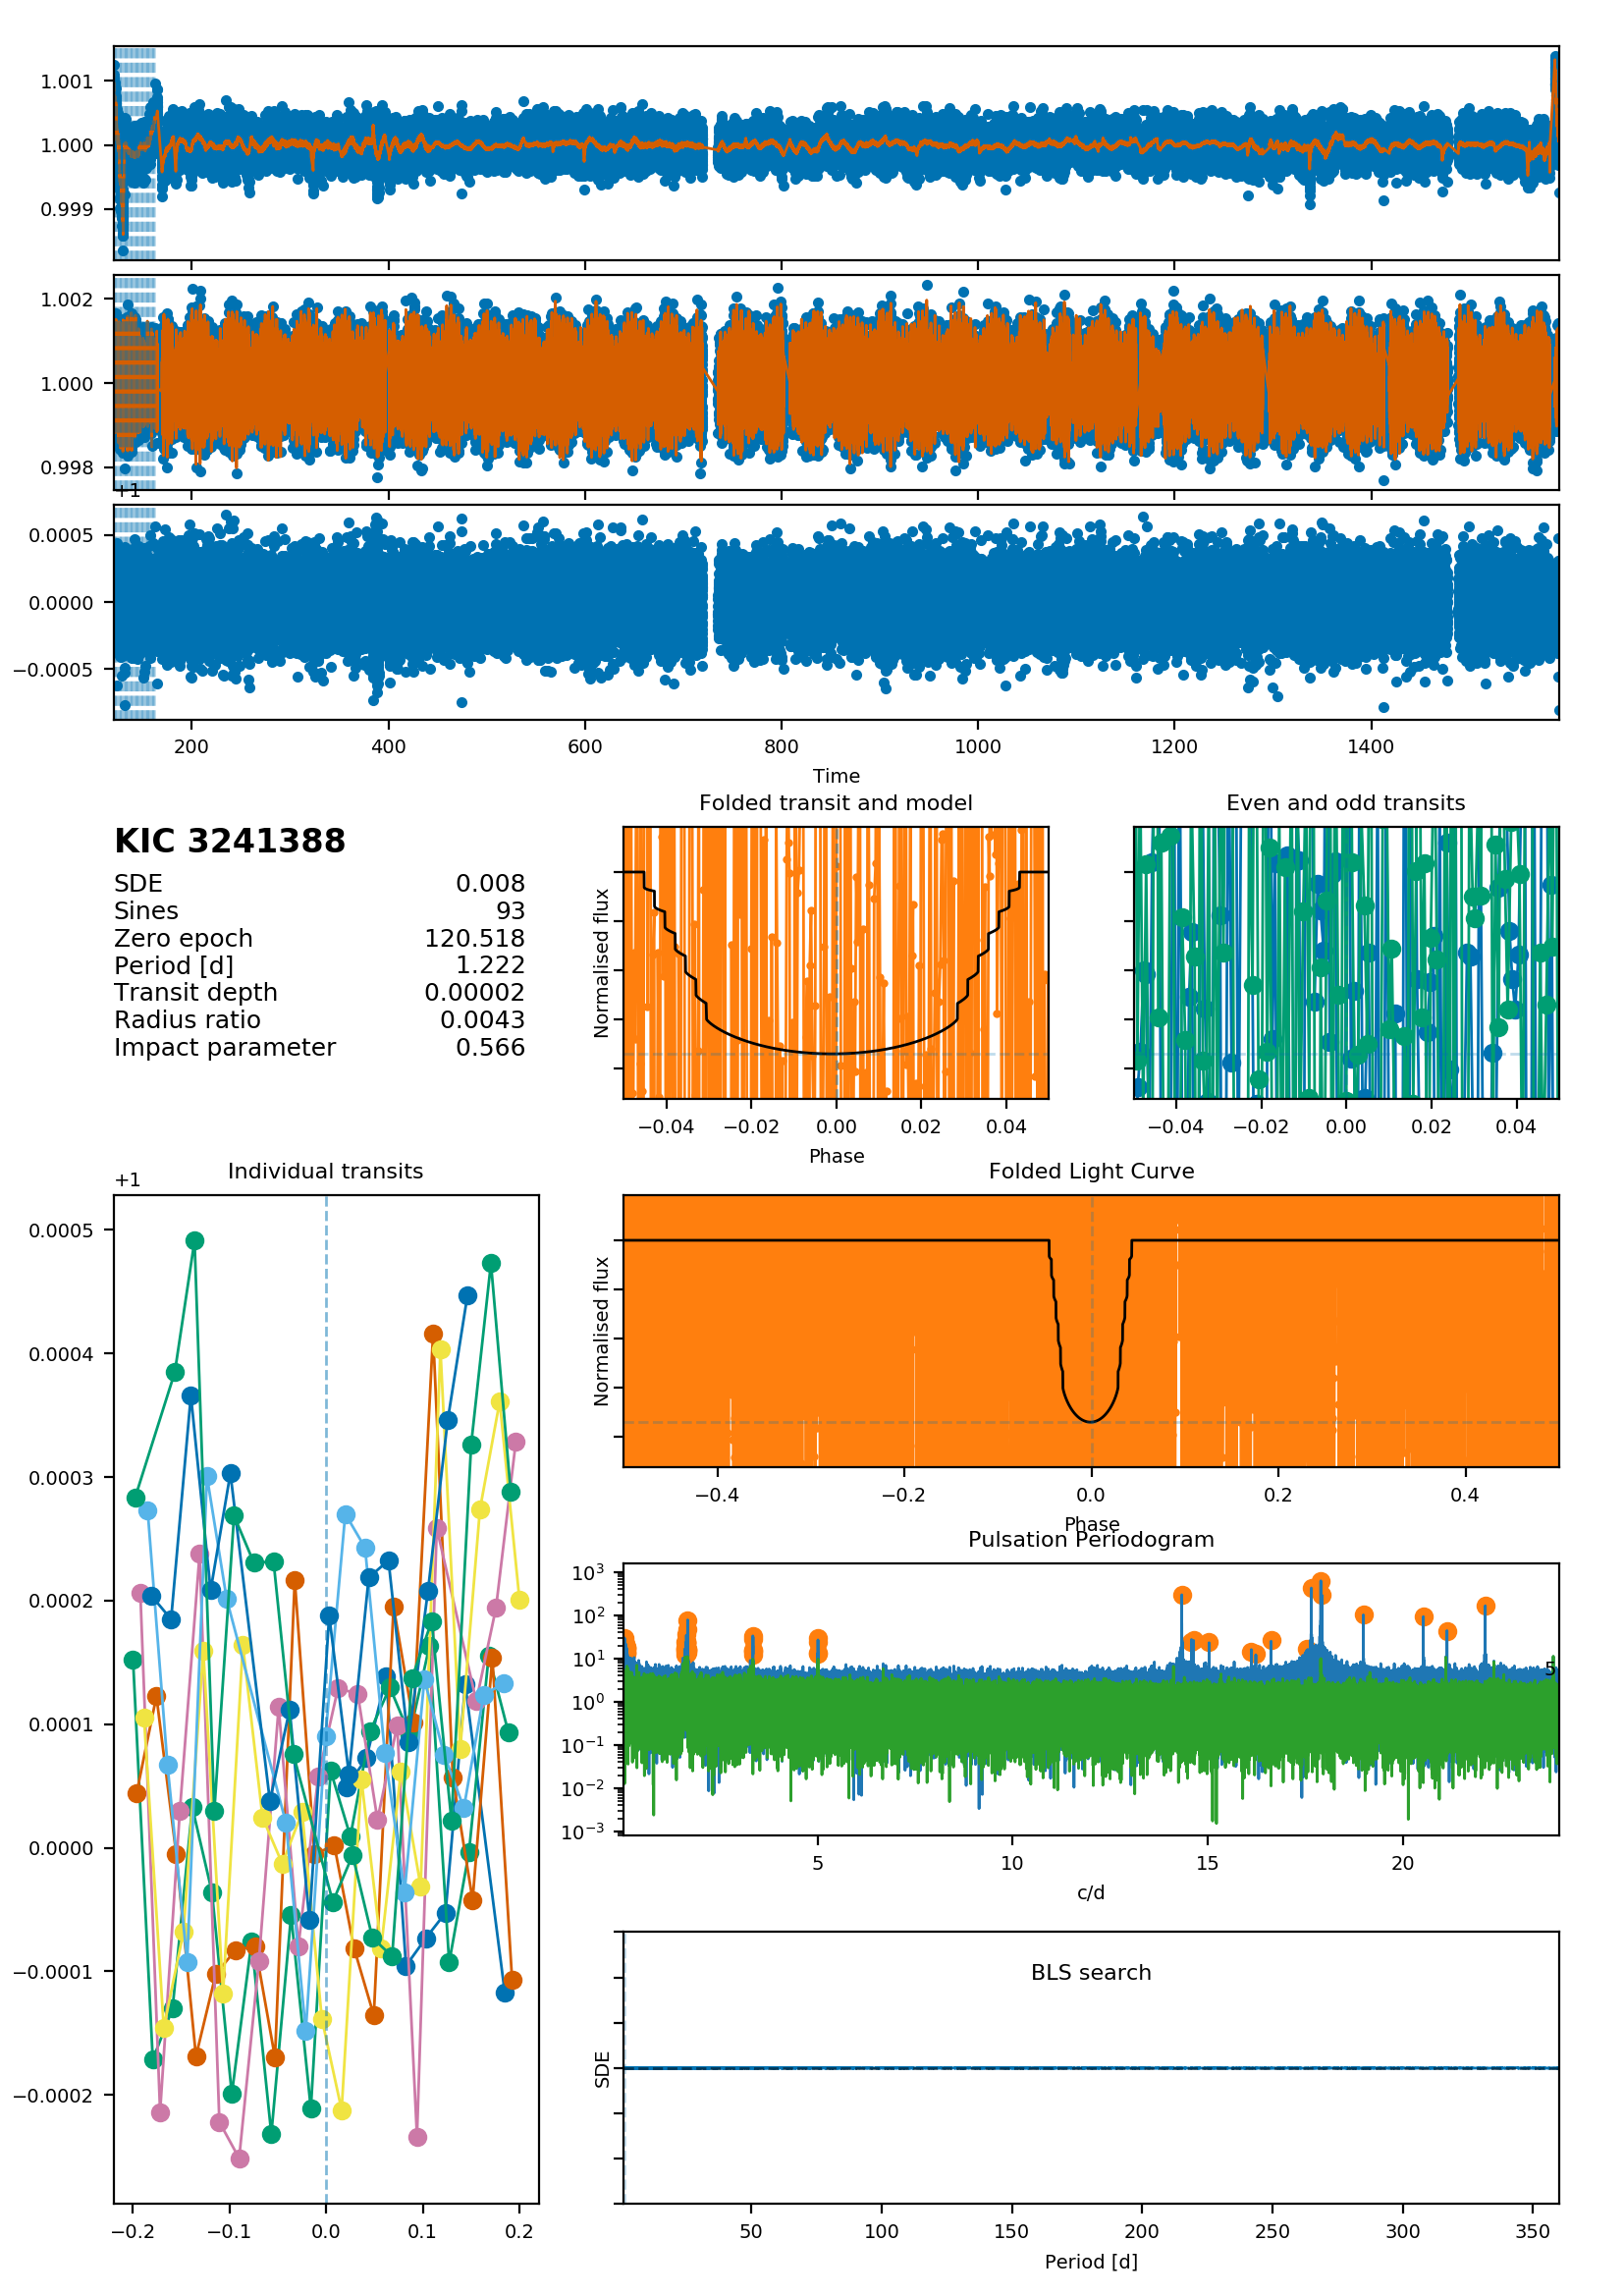 1.001
1.000
0.999
1.002
1.000
0.998
+1
0.0005
0.0000
−0.0005
200 400 600 800 1000 1200 1400
Time
KIC 3241388
SDE 0.008
Sines 93
Zero epoch 120.518
Period [d] 1.222
Transit depth 0.00002
Radius ratio 0.0043
Impact parameter 0.566
Folded transit and model
Normalised flux
−0.04 −0.02 0.00 0.02 0.04
Phase
Even and odd transits
−0.04 −0.02 0.00 0.02 0.04
Individual transits
+1
0.0005
0.0004
0.0003
0.0002
0.0001
0.0000
−0.0001
−0.0002
−0.2 −0.1 0.0 0.1 0.2
Folded Light Curve
Normalised flux
−0.4 −0.2 0.0 0.2 0.4
Phase
Pulsation Periodogram
10³
10²
10¹
10⁰
10⁻¹
10⁻²
10⁻³
5
5 10 15 20
c/d
BLS search
SDE
50 100 150 200 250 300 350
Period [d]